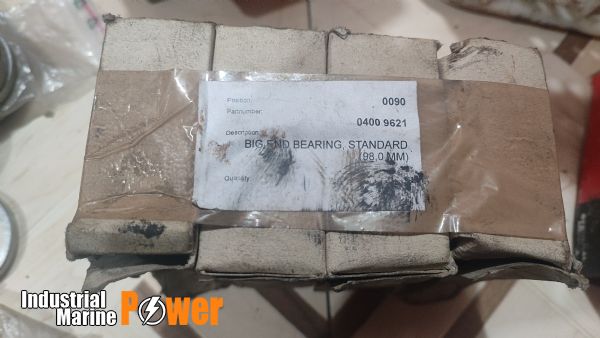 Position: 0090
Partnumber: 0400 9621
Description: BIG END BEARING, STANDARD
(98.0 MM)
Quantity:
Industrial
Marine Power